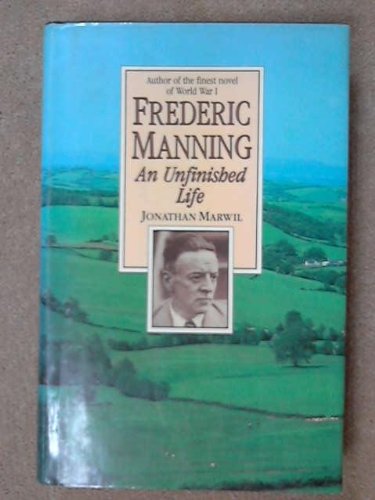 Author of the finest novel
of World War I
FREDERIC
MANNING
An Unfinished
Life
JONATHAN MARWIL